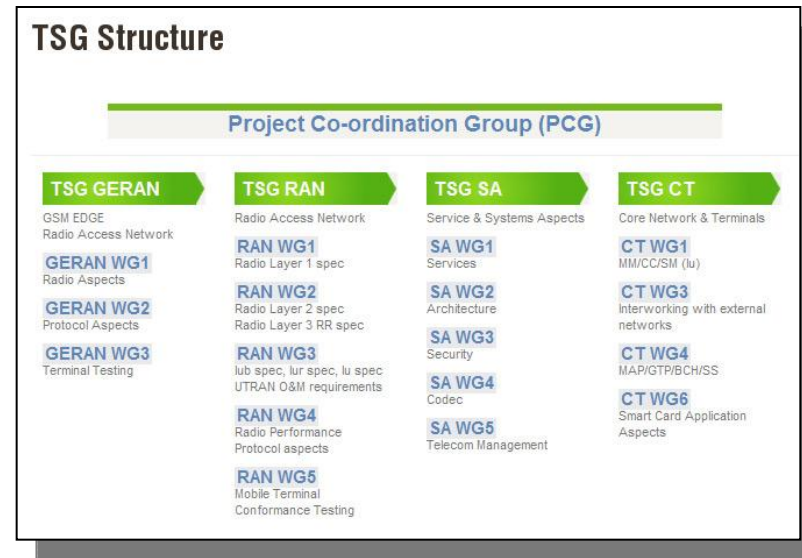 TSG Structure
Project Co-ordination Group (PCG)
TSG GERAN
GSM EDGE
Radio Access Network
GERAN WG1
Radio Aspects
GERAN WG2
Protocol Aspects
GERAN WG3
Terminal Testing
TSG RAN
Radio Access Network
RAN WG1
Radio Layer 1 spec
RAN WG2
Radio Layer 2 spec
Radio Layer 3 RR spec
RAN WG3
lub spec, lur spec, lu spec
UTRAN O&M requirements
RAN WG4
Radio Performance
Protocol aspects
RAN WG5
Mobile Terminal
Conformance Testing
TSG SA
Service & Systems Aspects
SA WG1
Services
SA WG2
Architecture
SA WG3
Security
SA WG4
Codec
SA WG5
Telecom Management
TSG CT
Core Network & Terminals
CT WG1
MM/CC/SM (lu)
CT WG3
Interworking with external
networks
CT WG4
MAP/GTP/BCH/SS
CT WG6
Smart Card Application
Aspects